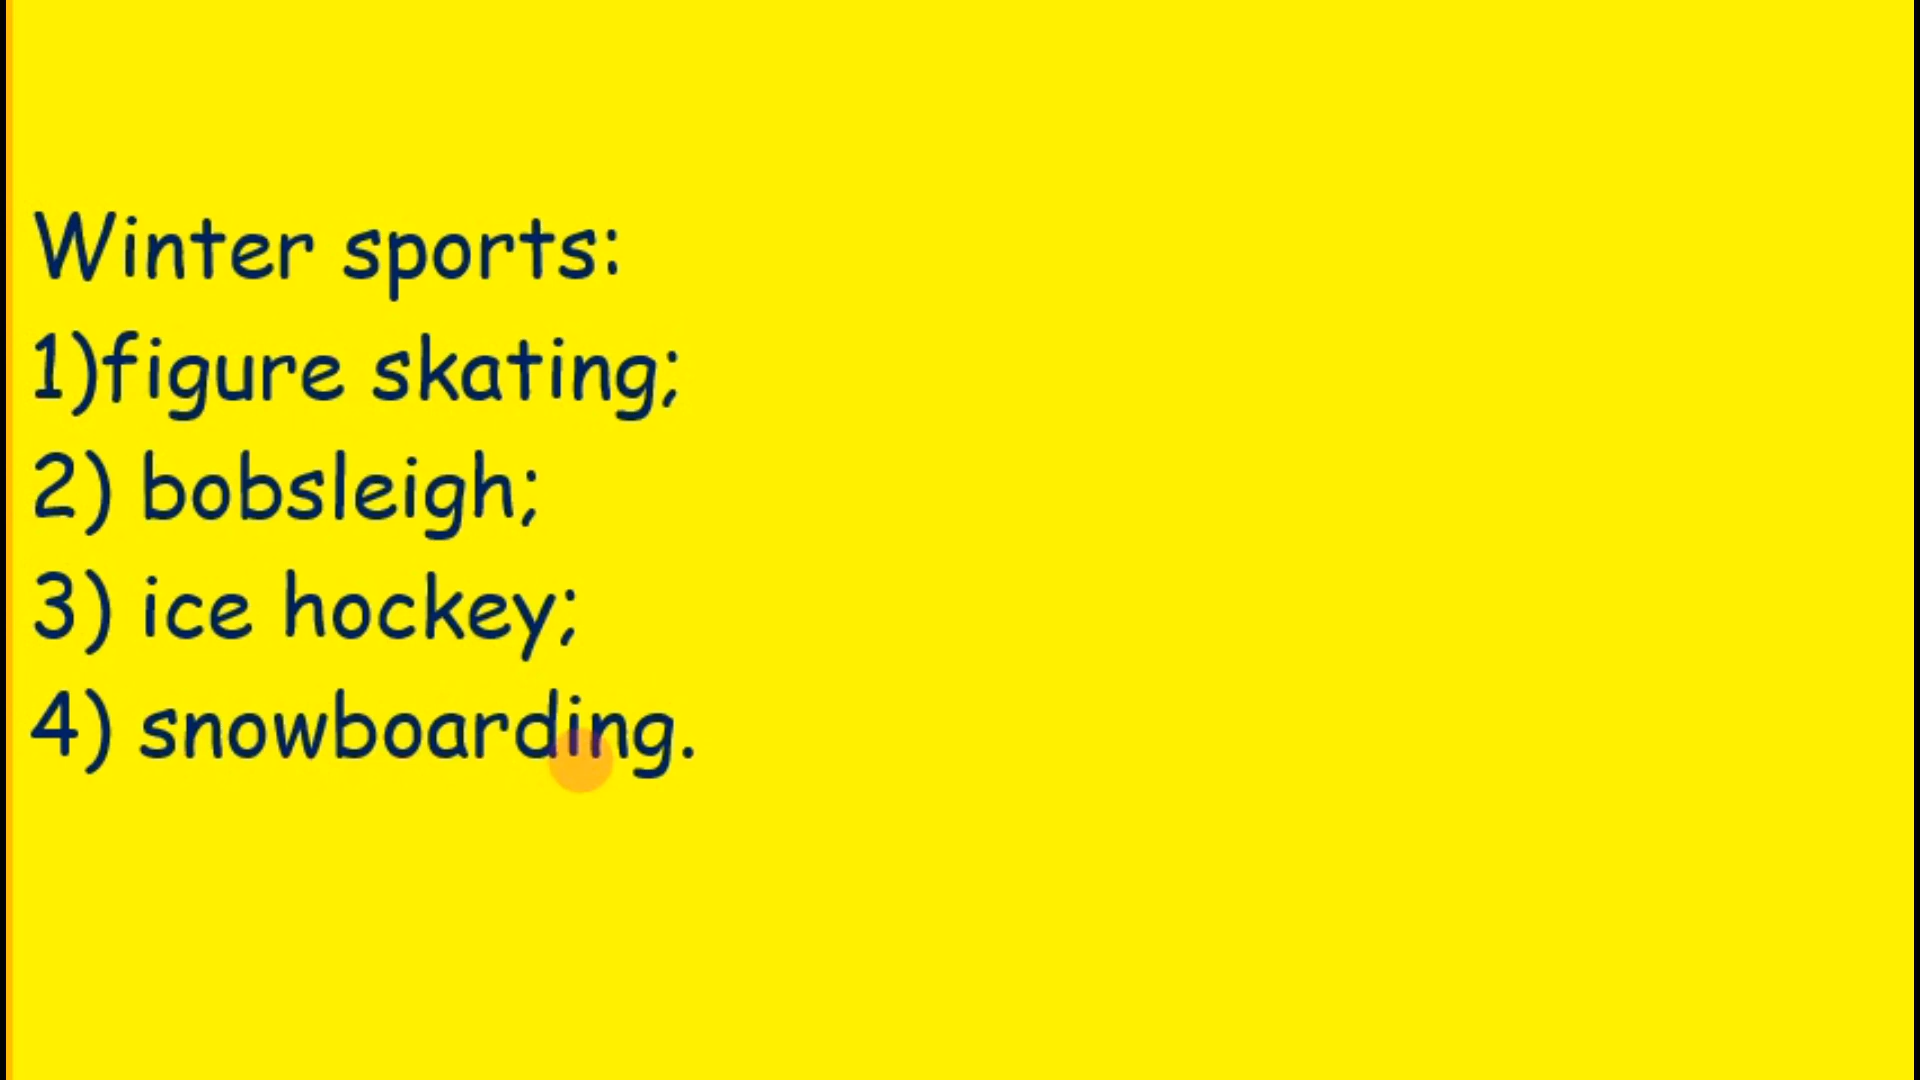 Winter sports:
1)figure skating;
2) bobsleigh;
3) ice hockey;
4) snowboarding.